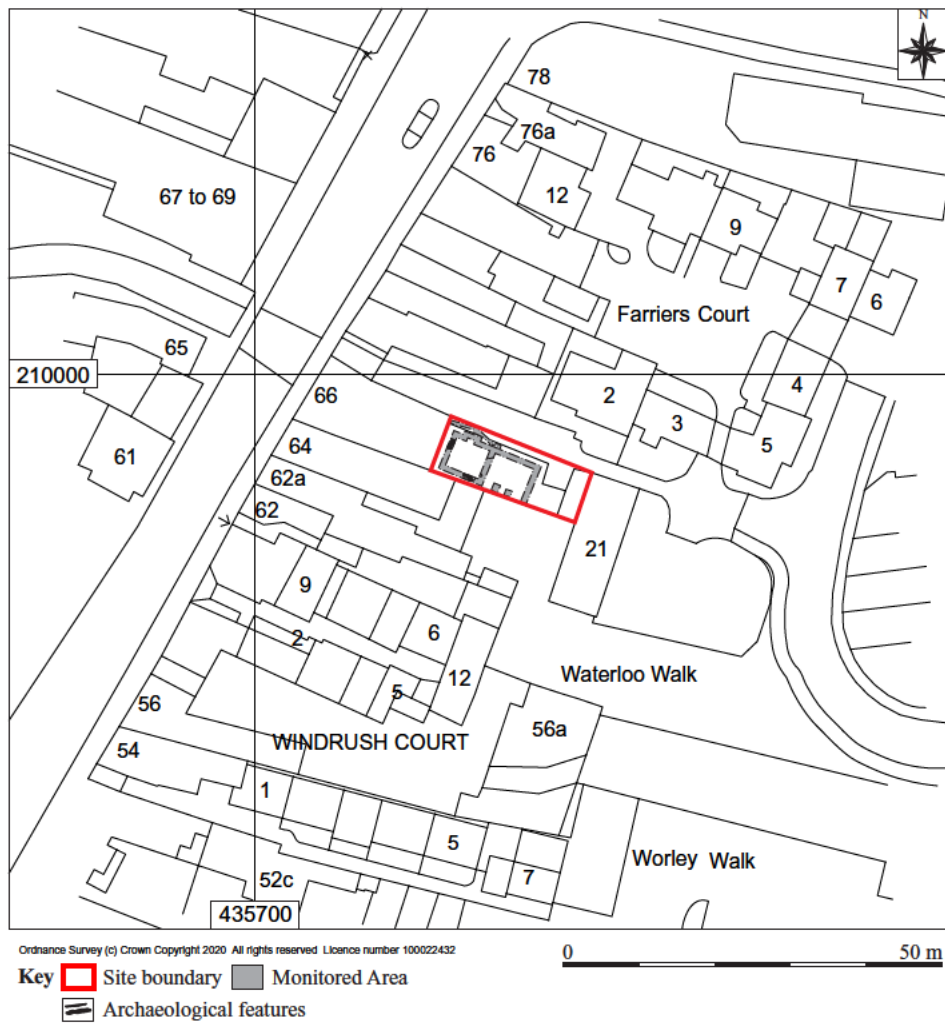 N
78
76a
76
12
67 to 69
9
7
6
Farriers Court
65
210000
4
2
66
3
5
64
61
62a
62
21
9
6
2
12
Waterloo Walk
5
56
56a
WINDRUSH COURT
54
1
5
Worley Walk
7
52c
435700
Ordnance Survey (c) Crown Copyright 2020 All rights reserved Licence number 100022432
0 50 m
Key Site boundary Monitored Area
Archaeological features